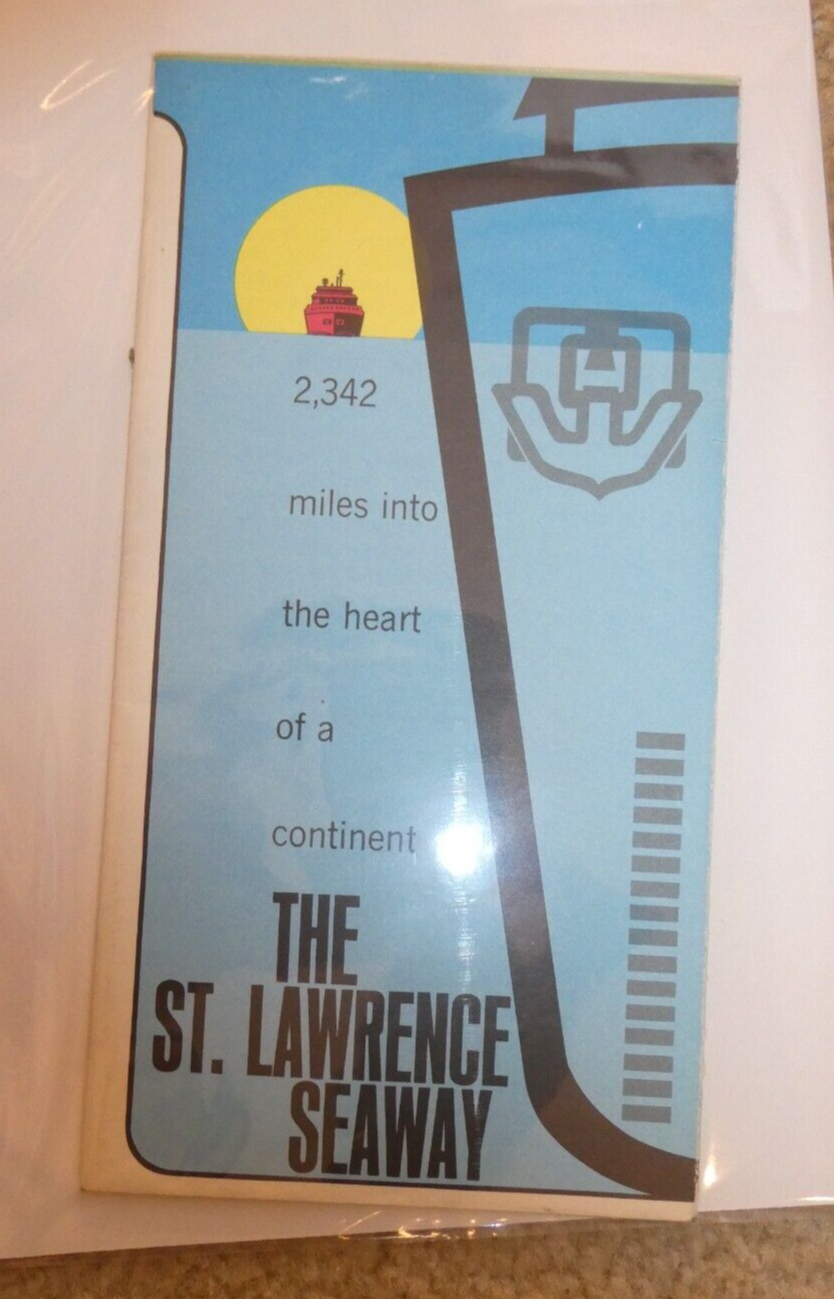 2,342
miles into
the heart
of a
continent
THE
ST. LAWRENCE
SEAWAY